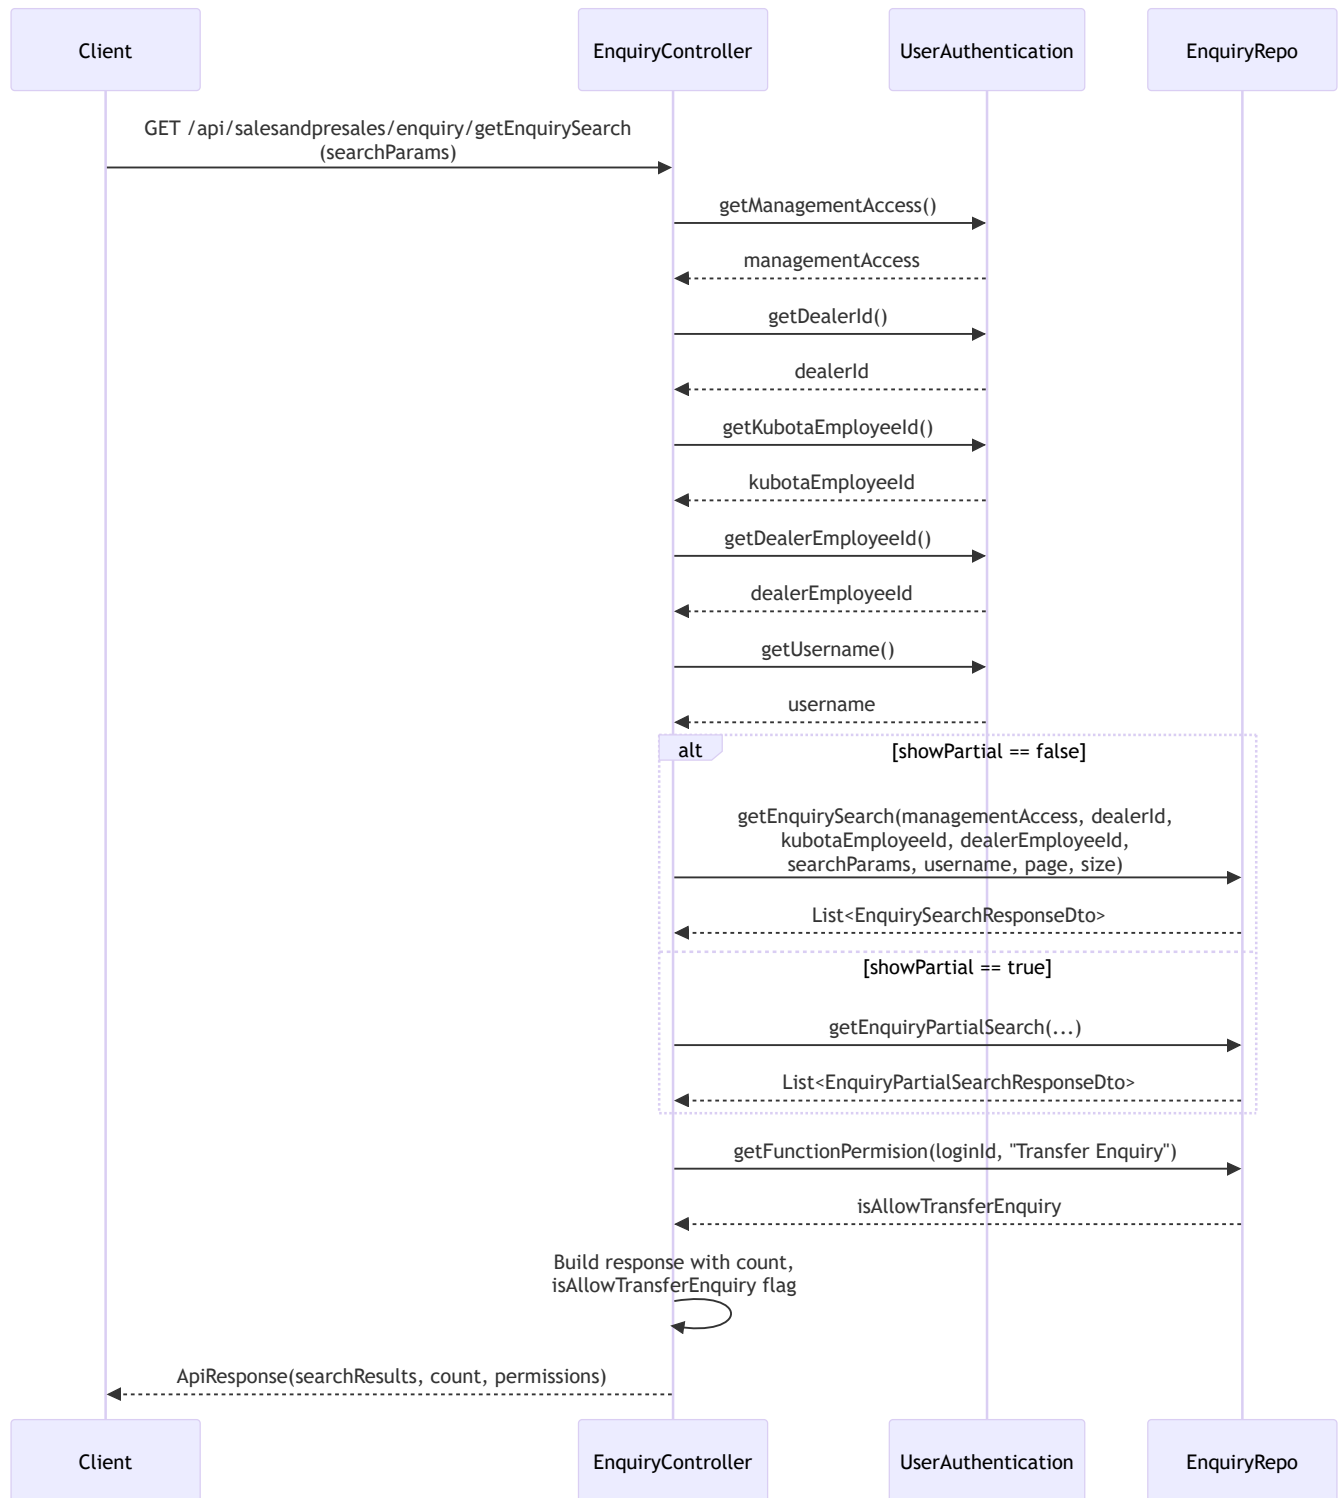 Client
EnquiryController
UserAuthentication
EnquiryRepo
GET /api/salesandpresales/enquiry/getEnquirySearch
(searchParams)
getManagementAccess()
managementAccess
getDealerId()
dealerId
getKubotaEmployeeId()
kubotaEmployeeId
getDealerEmployeeId()
dealerEmployeeId
getUsername()
username
alt
[showPartial == false]
getEnquirySearch(managementAccess, dealerId,
kubotaEmployeeId, dealerEmployeeId,
searchParams, username, page, size)
List<EnquirySearchResponseDto>
[showPartial == true]
getEnquiryPartialSearch(...)
List<EnquiryPartialSearchResponseDto>
getFunctionPermision(loginId, "Transfer Enquiry")
isAllowTransferEnquiry
Build response with count,
isAllowTransferEnquiry flag
ApiResponse(searchResults, count, permissions)
Client
EnquiryController
UserAuthentication
EnquiryRepo